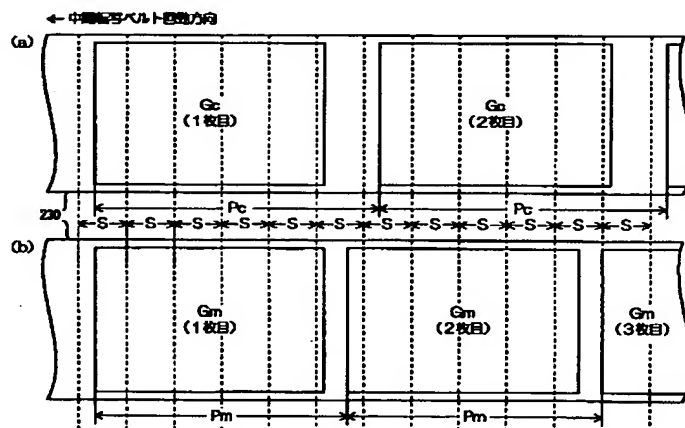 ← 中間転写ベルト回動方向
(a)
Gc Gc
(1枚目) (2枚目)
Pc Pc
230
S S S S S S S S S S S S
(b)
Gm Gm Gm
(1枚目) (2枚目) (3枚目)
Pm Pm